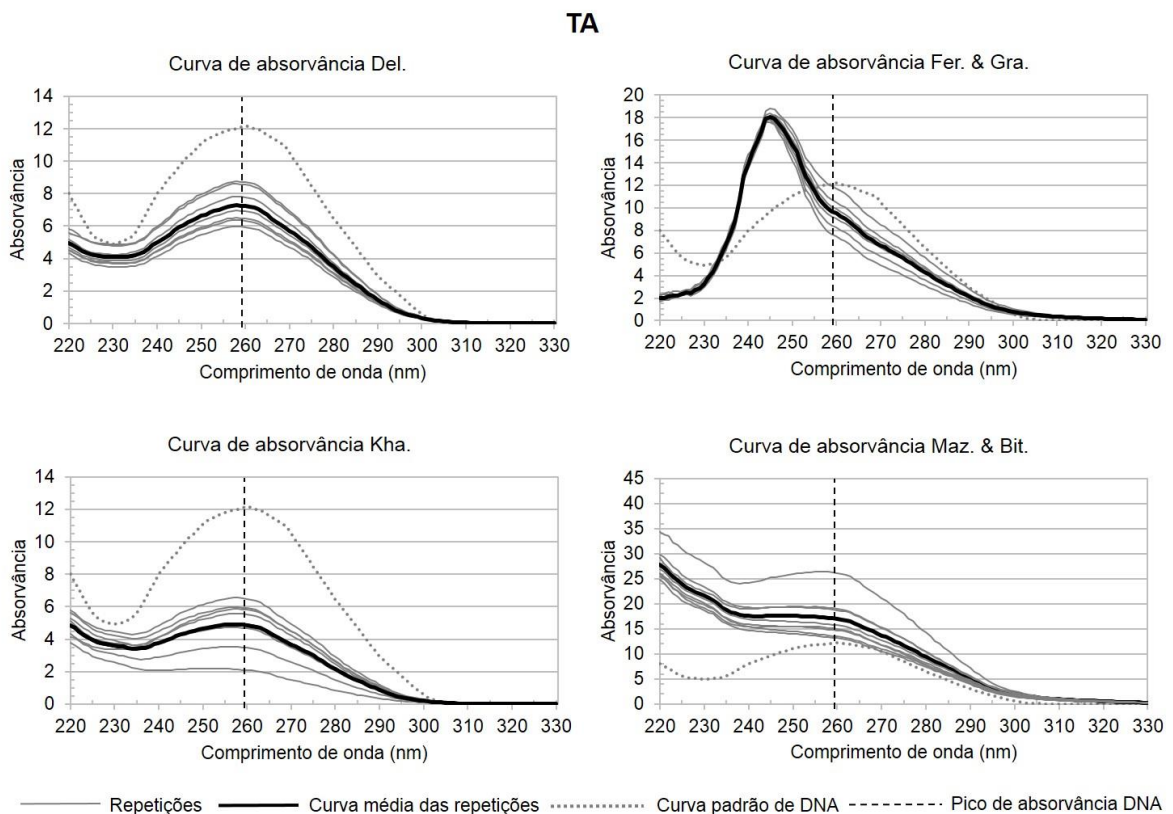 TA
Curva de absorvância Del.
Absorvância
14
12
10
8
6
4
2
0
220 230 240 250 260 270 280 290 300 310 320 330
Comprimento de onda (nm)
Curva de absorvância Fer. & Gra.
Absorvância
20
18
16
14
12
10
8
6
4
2
0
220 230 240 250 260 270 280 290 300 310 320 330
Comprimento de onda (nm)
Curva de absorvância Kha.
Absorvância
14
12
10
8
6
4
2
0
220 230 240 250 260 270 280 290 300 310 320 330
Comprimento de onda (nm)
Curva de absorvância Maz. & Bit.
Absorvância
45
40
35
30
25
20
15
10
5
0
220 230 240 250 260 270 280 290 300 310 320 330
Comprimento de onda (nm)
Repetições Curva média das repetições Curva padrão de DNA Pico de absorvância DNA